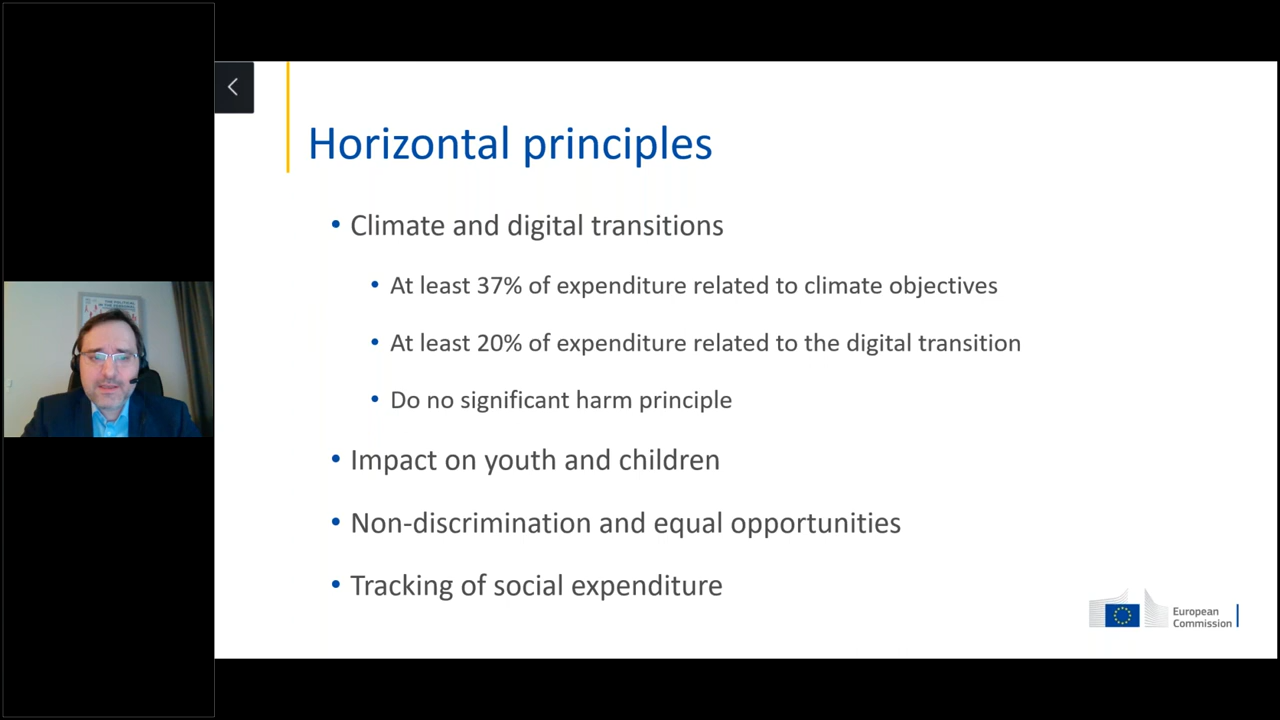 Horizontal principles
• Climate and digital transitions
• At least 37% of expenditure related to climate objectives
• At least 20% of expenditure related to the digital transition
• Do no significant harm principle
• Impact on youth and children
• Non-discrimination and equal opportunities
• Tracking of social expenditure
European
Commission